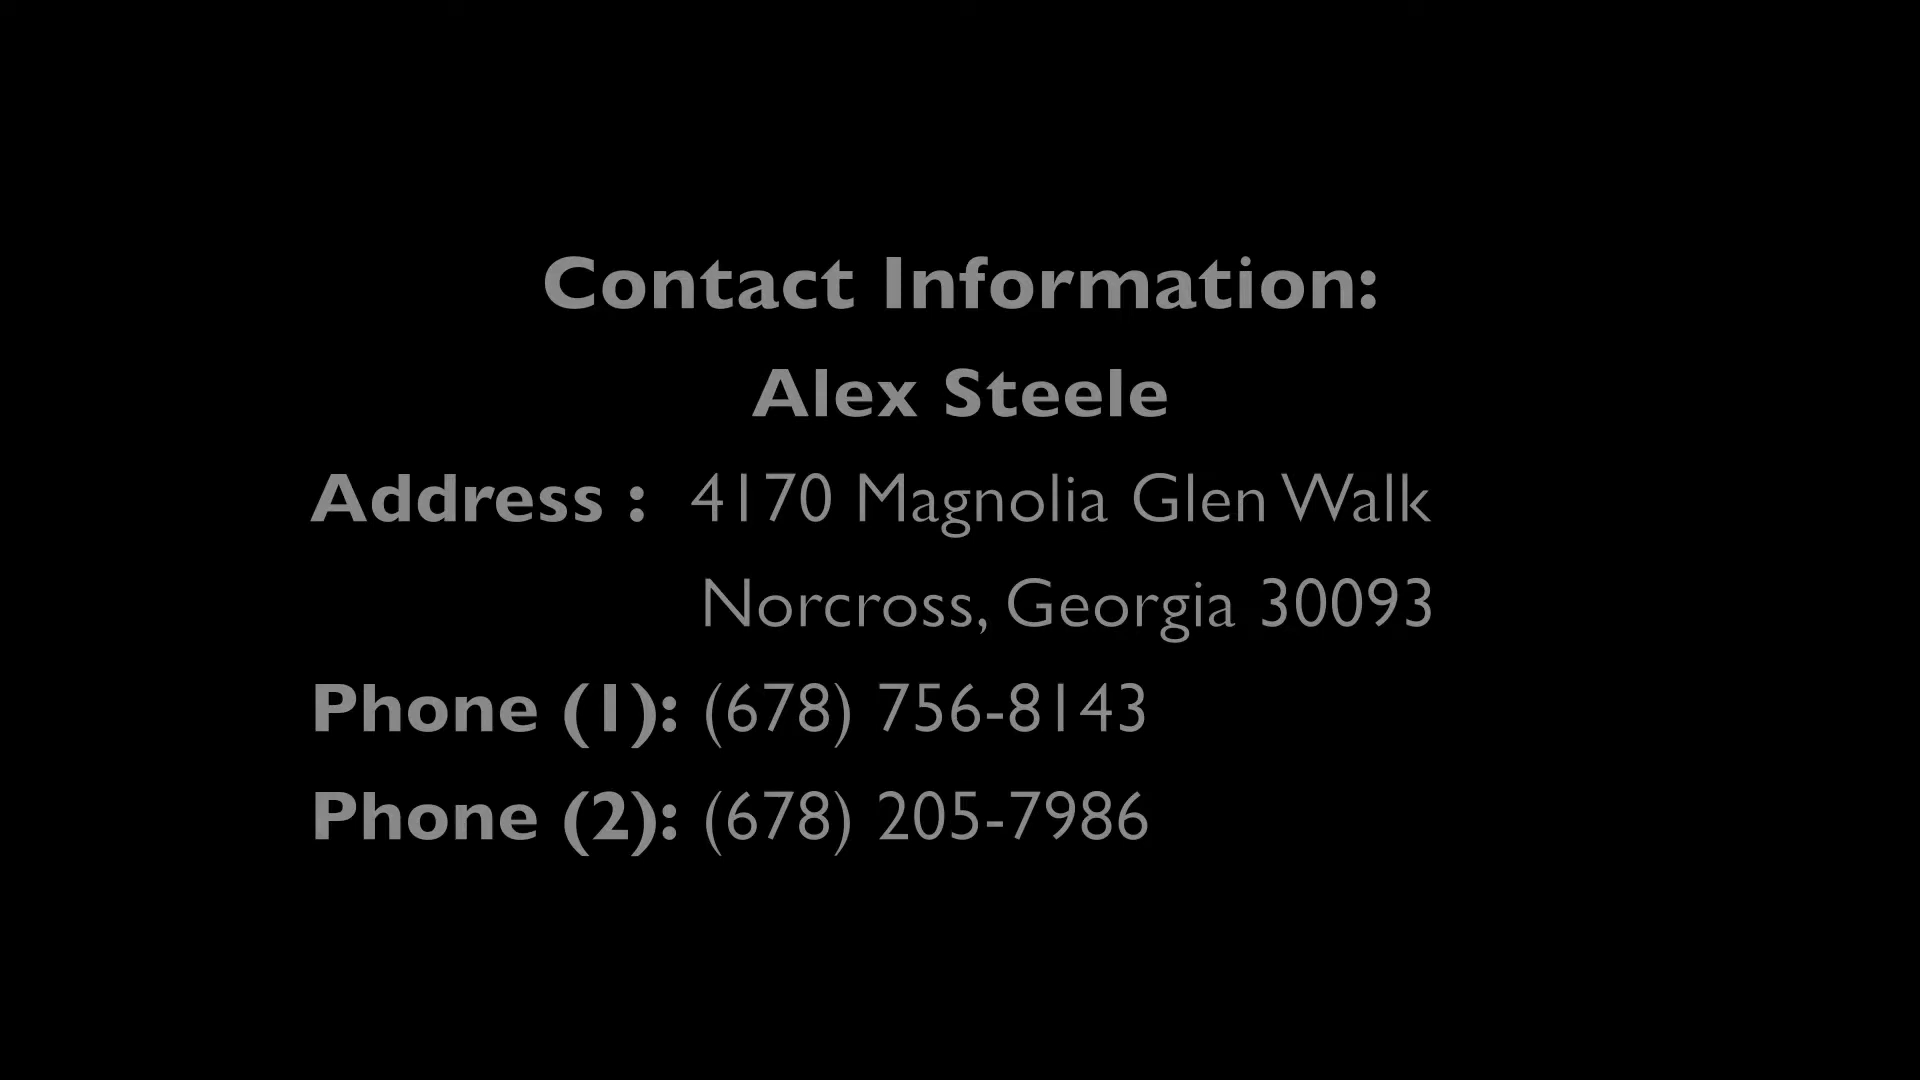 Contact Information:
Alex Steele
Address : 4170 Magnolia Glen Walk
Norcross, Georgia 30093
Phone (1): (678) 756-8143
Phone (2): (678) 205-7986